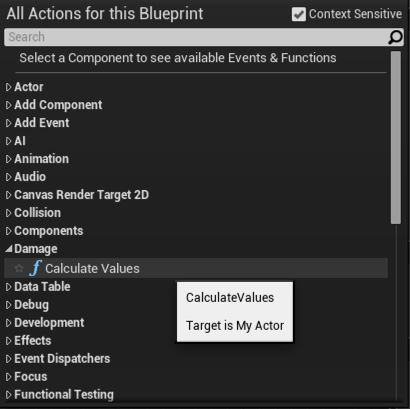 All Actions for this Blueprint
Context Sensitive
Search
Select a Component to see available Events & Functions
Actor
Add Component
Add Event
AI
Animation
Audio
Canvas Render Target 2D
Collision
Components
Damage
f Calculate Values
Data Table
CalculateValues
Debug
Development
Target is My Actor
Effects
Event Dispatchers
Focus
Functional Testing